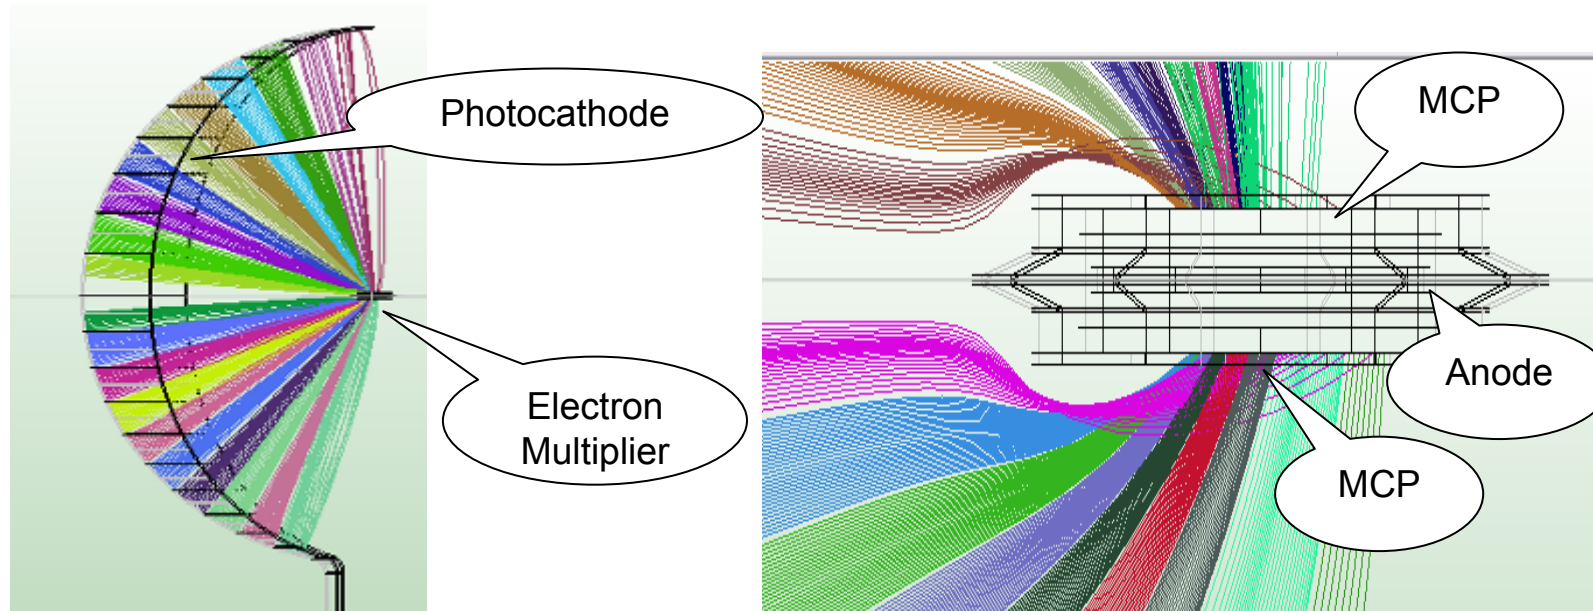 Photocathode
Electron
Multiplier
MCP
Anode
MCP